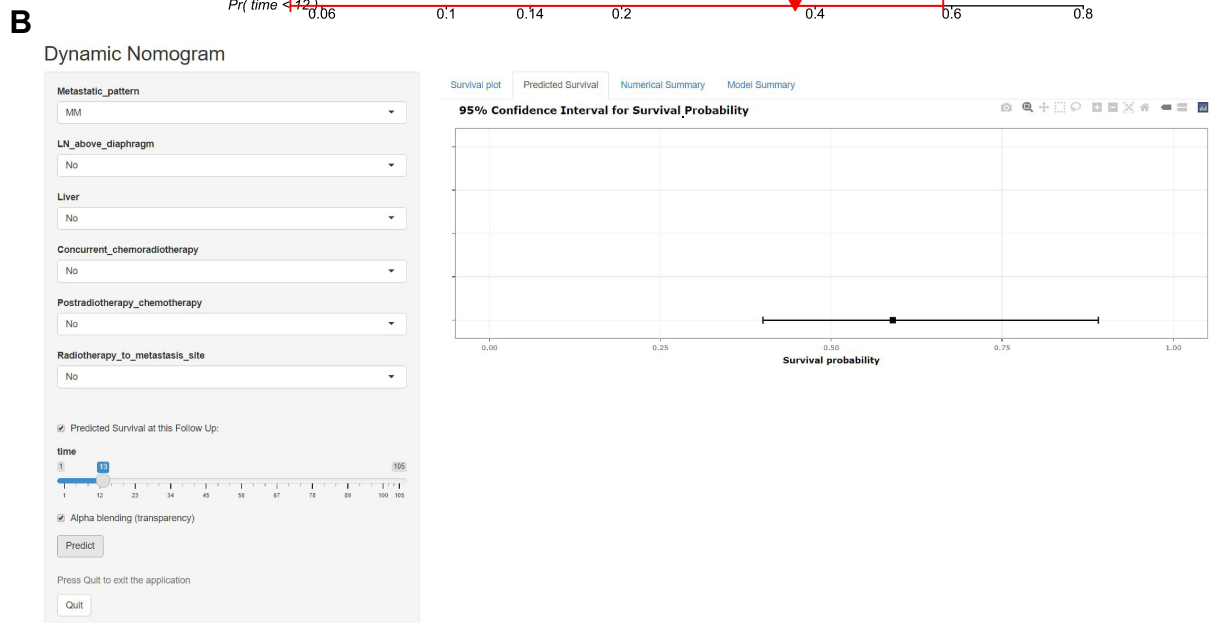 Pr( time < 12 )
0.06 0.1 0.14 0.2 0.4 0.6 0.8
B
Dynamic Nomogram
Metastatic_pattern
MM
LN_above_diaphragm
No
Liver
No
Concurrent_chemoradiotherapy
No
Postradiotherapy_chemotherapy
No
Radiotherapy_to_metastasis_site
No
Predicted Survival at this Follow Up:
time
1 13 105
1 12 23 34 45 56 67 78 89 100 105
Alpha blending (transparency)
Predict
Press Quit to exit the application
Quit
Survival plot Predicted Survival Numerical Summary Model Summary
95% Confidence Interval for Survival Probability
0.00 0.25 0.50 0.75 1.00
Survival probability